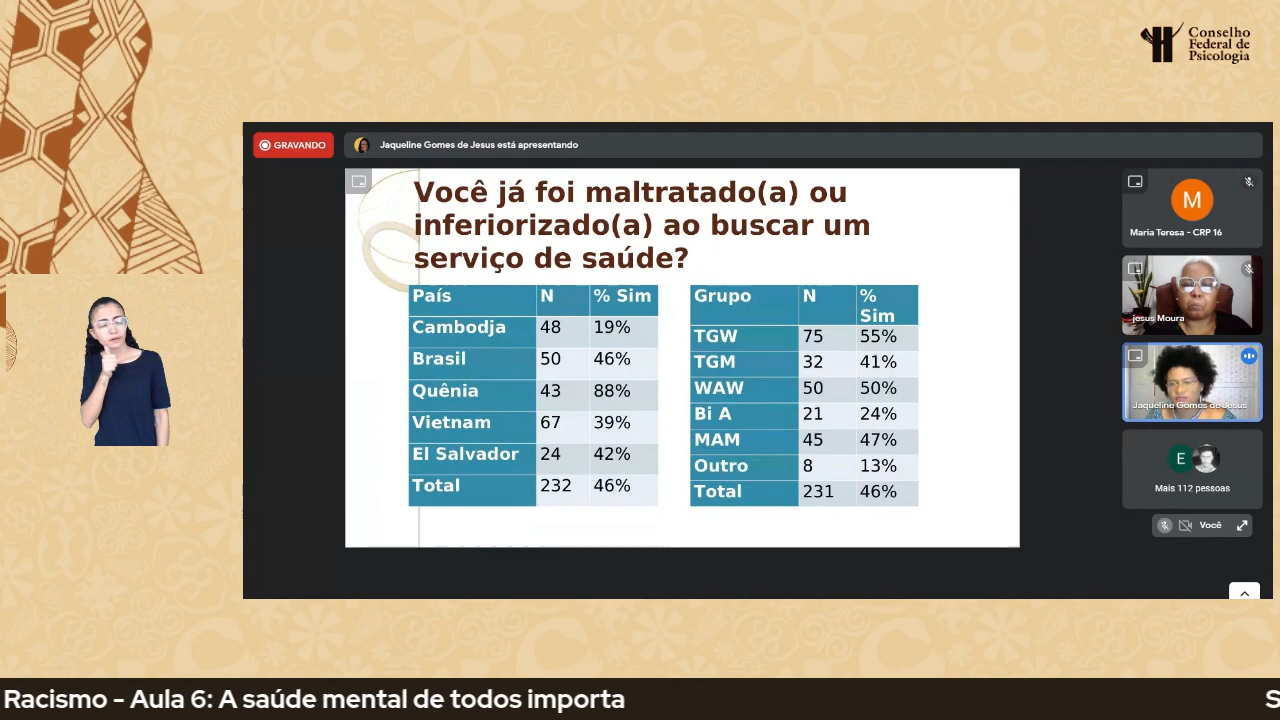 Conselho
Federal de
Psicologia
GRAVANDO
Jaqueline Gomes de Jesus está apresentando
Você já foi maltratado(a) ou
inferiorizado(a) ao buscar um
serviço de saúde?
País N % Sim
Cambodja 48 19%
Brasil 50 46%
Quênia 43 88%
Vietnam 67 39%
El Salvador 24 42%
Total 232 46%
Grupo N %
Sim
TGW 75 55%
TGM 32 41%
WAW 50 50%
Bi A 21 24%
MAM 45 47%
Outro 8 13%
Total 231 46%
M
Maria Teresa - CRP 16
jesus Moura
Jaqueline Gomes de Jesus
E
Mais 112 pessoas
Você
Racismo - Aula 6: A saúde mental de todos importa
S